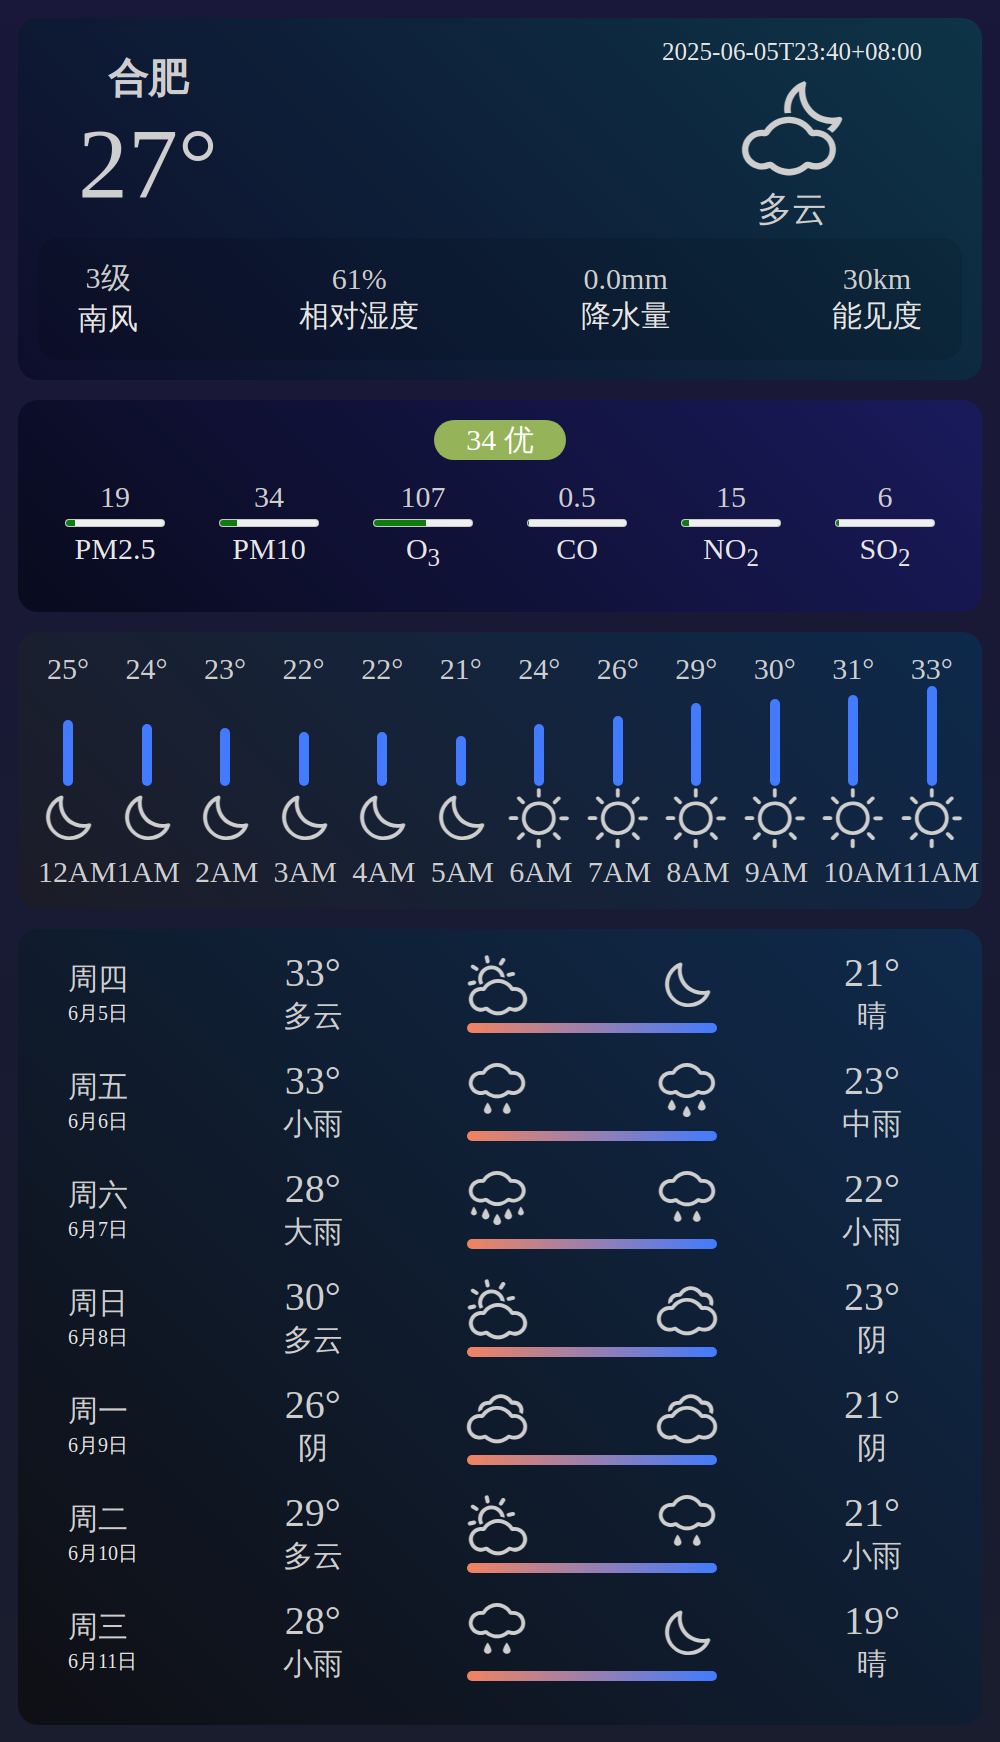 合肥
27°
2025-06-05T23:40+08:00
多云
3级 61% 0.0mm 30km
南风 相对湿度 降水量 能见度
34 优
19 34 107 0.5 15 6
PM2.5 PM10 O3 CO NO2 SO2
25° 24° 23° 22° 22° 21° 24° 26° 29° 30° 31° 33°
12AM 1AM 2AM 3AM 4AM 5AM 6AM 7AM 8AM 9AM 10AM 11AM
周四 33° 21°
6月5日 多云 晴
周五 33° 23°
6月6日 小雨 中雨
周六 28° 22°
6月7日 大雨 小雨
周日 30° 23°
6月8日 多云 阴
周一 26° 21°
6月9日 阴 阴
周二 29° 21°
6月10日 多云 小雨
周三 28° 19°
6月11日 小雨 晴